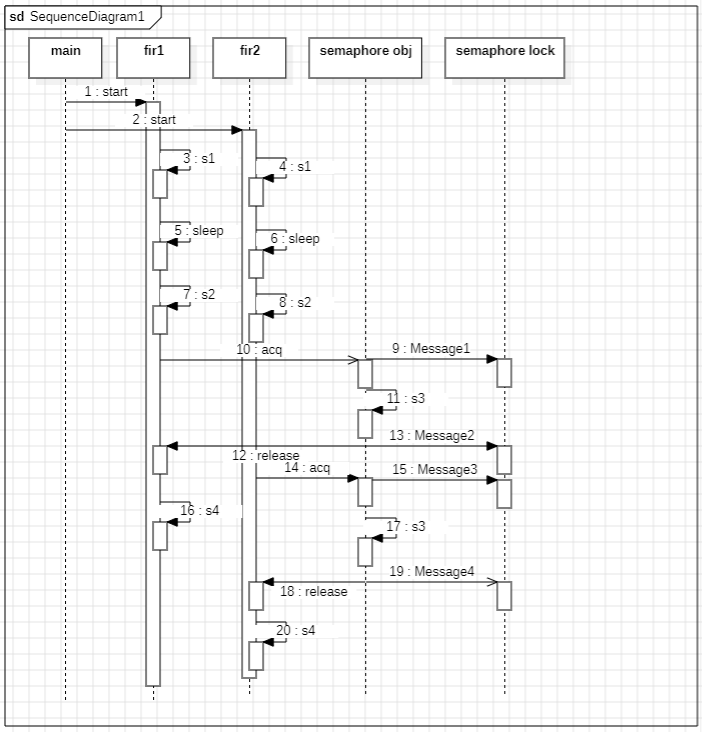 sd SequenceDiagram1
main
fir1
fir2
semaphore obj
semaphore lock
1 : start
2 : start
3 : s1
4 : s1
5 : sleep
6 : sleep
7 : s2
8 : s2
9 : Message1
10 : acq
11 : s3
13 : Message2
12 : release
14 : acq
15 : Message3
16 : s4
17 : s3
19 : Message4
18 : release
20 : s4